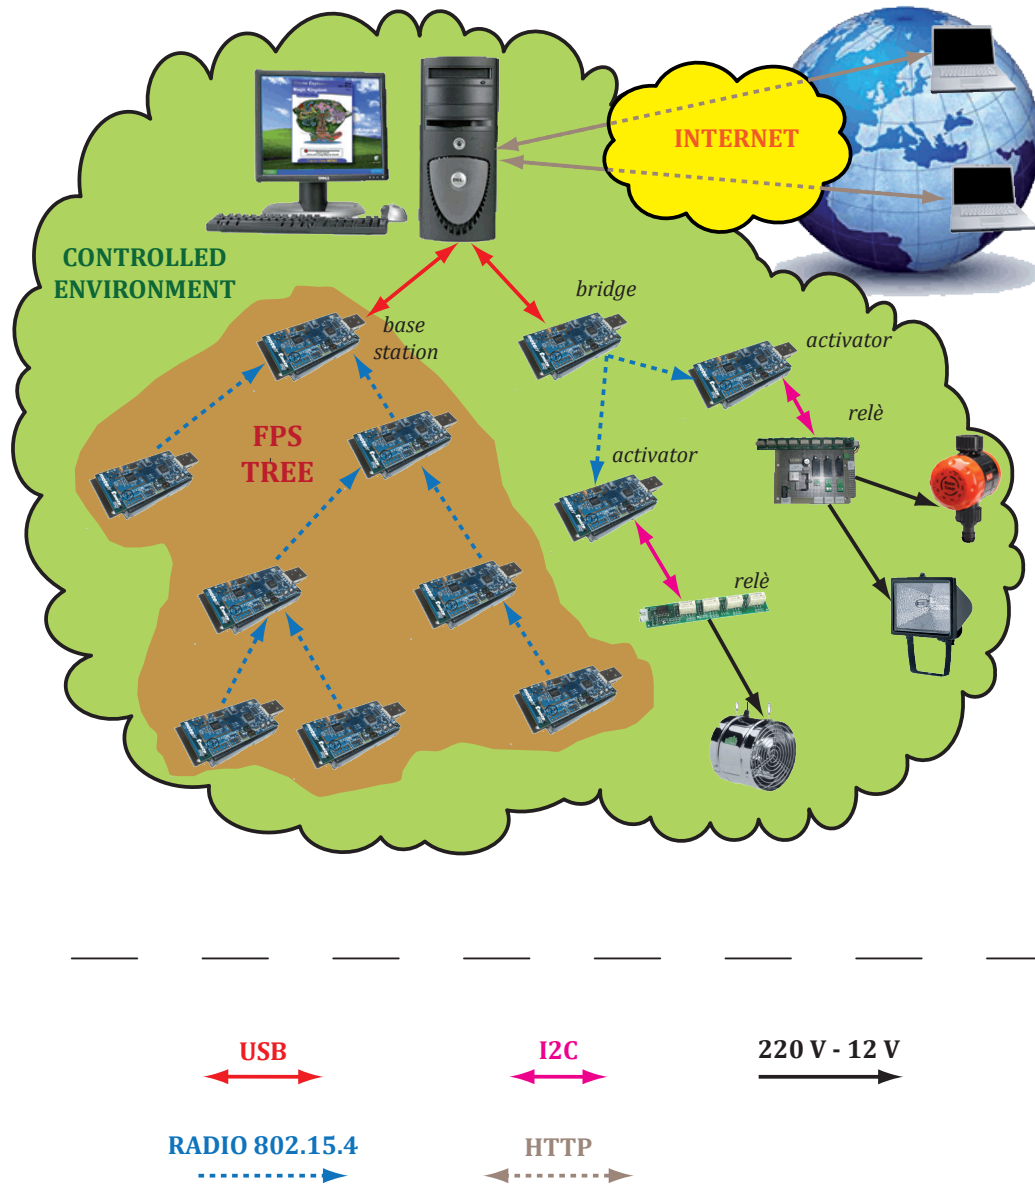 INTERNET
CONTROLLED
ENVIRONMENT
bridge
base
station
activator
FPS
TREE
relè
activator
relè
USB
I2C
220 V - 12 V
RADIO 802.15.4
HTTP